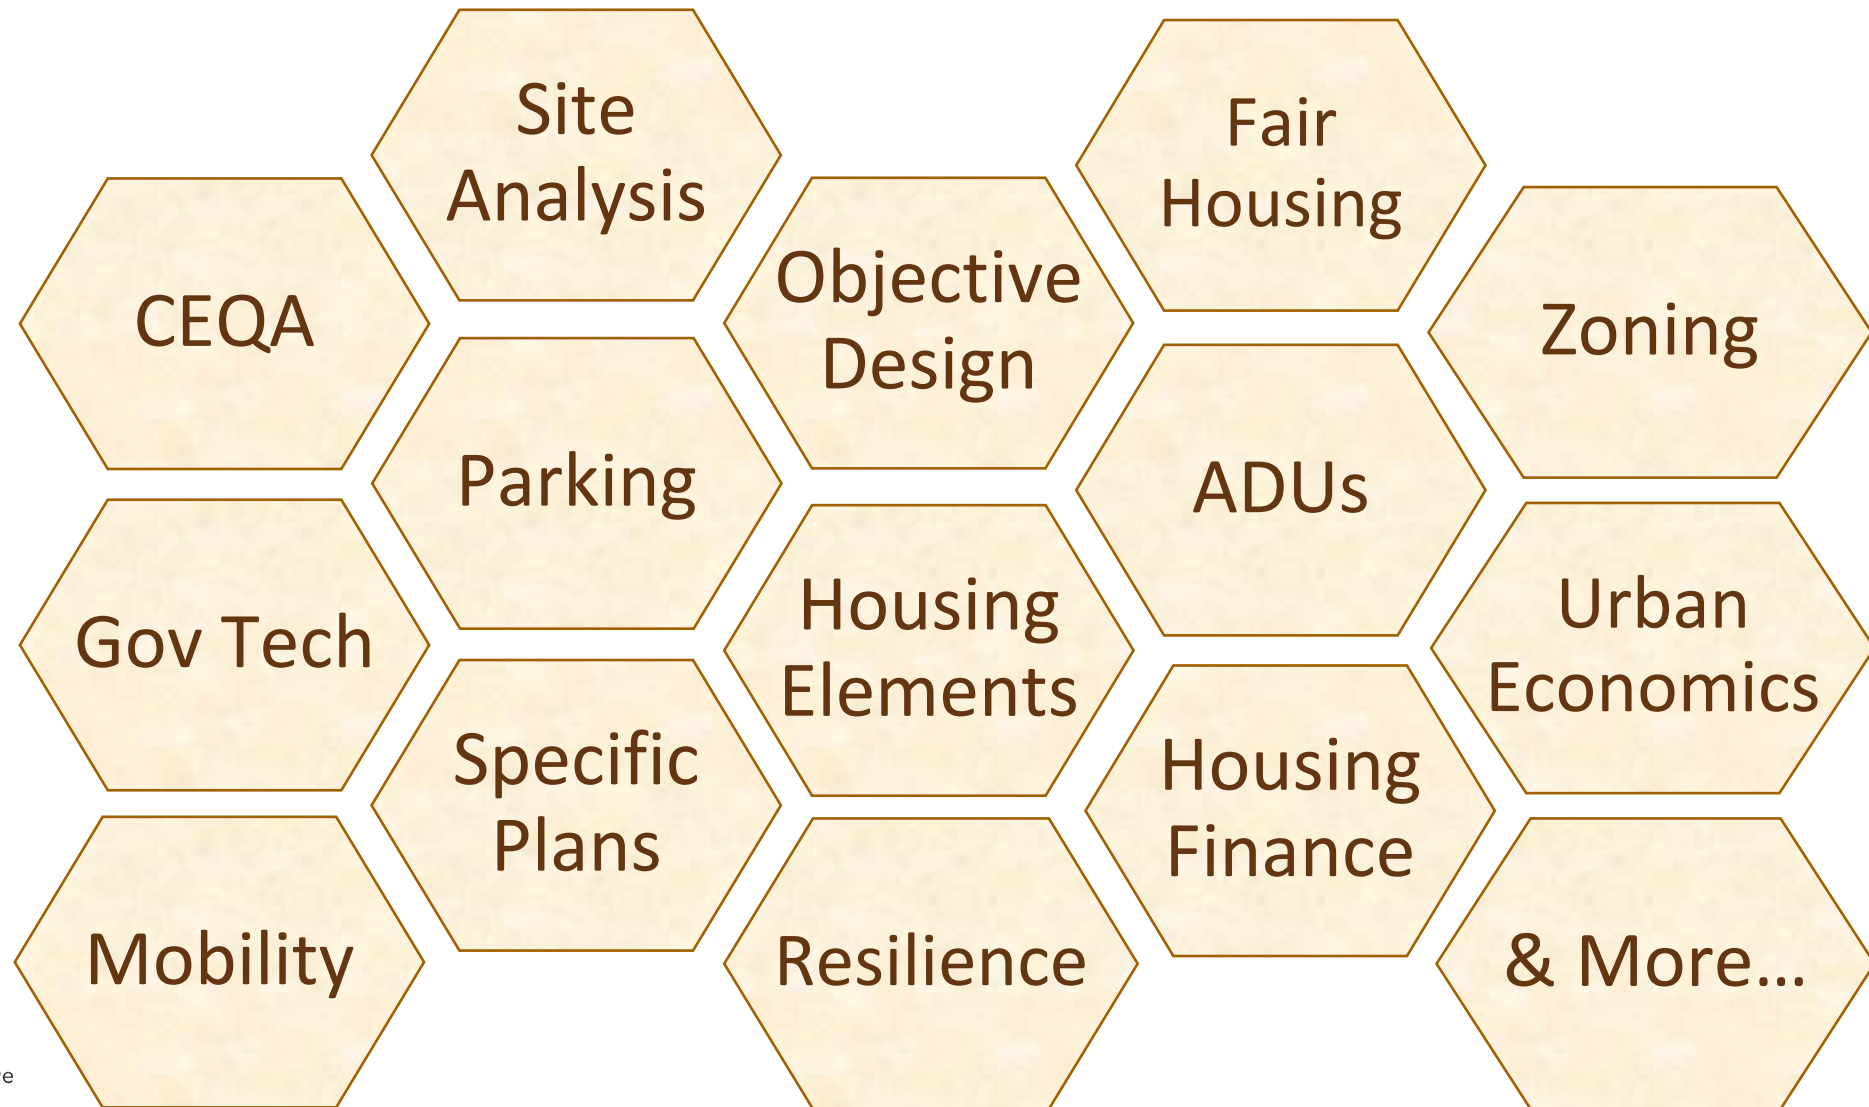 Site
Analysis
Fair
Housing
CEQA
Objective
Design
Zoning
Parking
ADUs
Gov Tech
Housing
Elements
Urban
Economics
Specific
Plans
Housing
Finance
Mobility
Resilience
& More...